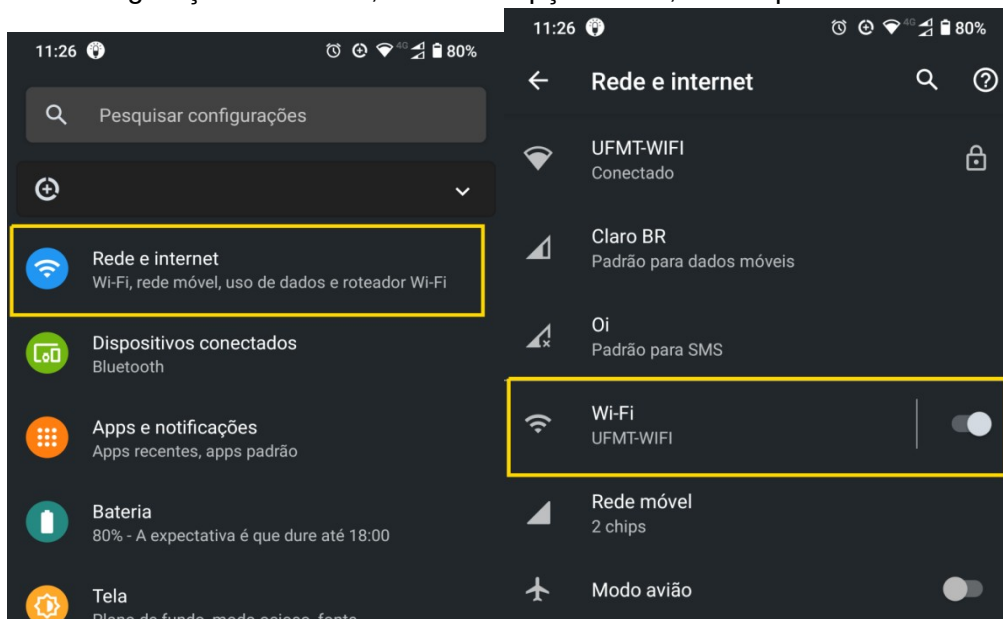 11:26
4G 80%
Pesquisar configurações
Rede e internet
Wi-Fi, rede móvel, uso de dados e roteador Wi-Fi
Dispositivos conectados
Bluetooth
Apps e notificações
Apps recentes, apps padrão
Bateria
80% - A expectativa é que dure até 18:00
Tela
11:26
4G 80%
Rede e internet
UFMT-WIFI
Conectado
Claro BR
Padrão para dados móveis
Oi
Padrão para SMS
Wi-Fi
UFMT-WIFI
Rede móvel
2 chips
Modo avião